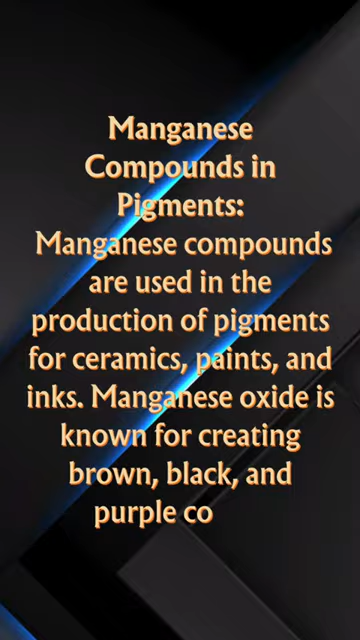 Manganese
Compounds in
Pigments:
Manganese compounds
are used in the
production of pigments
for ceramics, paints, and
inks. Manganese oxide is
known for creating
brown, black, and
purple co